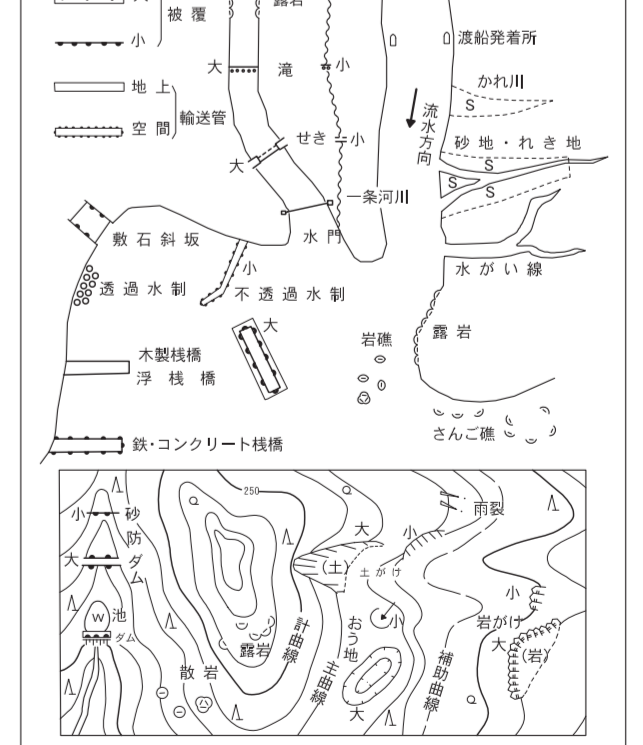 被覆
露岩
小
大
滝
小
渡船発着所
かれ川
S
地上
空間
輸送管
せき
小
大
流水方向
砂地・れき地
S
S
S
一条河川
敷石斜坂
水門
水がい線
小
透過水制
不透過水制
大
岩礁
露岩
木製桟橋
浮桟橋
さんご礁
鉄・コンクリート桟橋
250
小
砂防ダム
大
雨裂
大
小
(土)
土がけ
小
W
池
ダム
おう地
小
岩がけ
大
(岩)
露岩
計曲線
主曲線
補助曲線
散岩
大